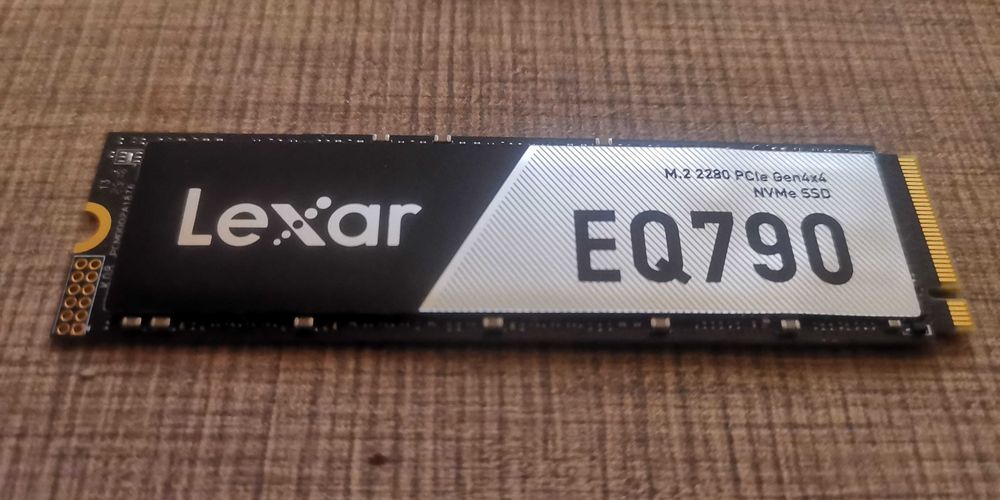 Lexar
M.2 2280 PCIe Gen4x4
NVMe SSD
EQ790